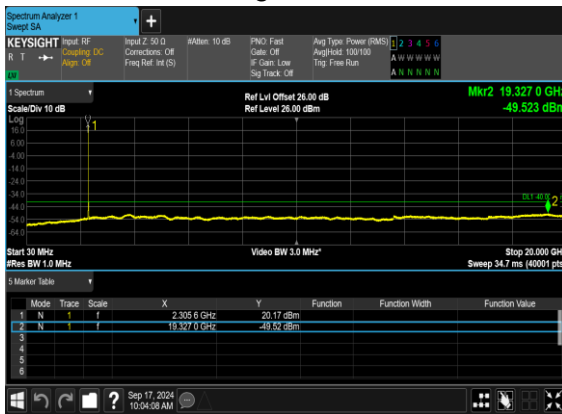 Spectrum Analyzer 1
Swept SA
+
KEYSIGHT Input: RF Input Z: 50 Ω #Atten: 10 dB PNO: Fast Avg Type: Power (RMS) 1 2 3 4 5 6
R T Coupling: DC Corrections: Off Gate: Off Avg|Hold: 100/100 A W W W W W
Align: Off Freq Ref: Int (S) IF Gain: Low Trig: Free Run
Sig Track: Off A N N N N N
1 Spectrum Ref Lvl Offset 26.00 dB Mkr2 19.327 0 GHz
Scale/Div 10 dB Ref Level 26.00 dBm -49.523 dBm
Log
16.0
1
6.00
-4.00
-14.0
-24.0
-34.0
2
-44.0
-54.0
-64.0
Start 30 MHz Video BW 3.0 MHz* Stop 20.000 GH
#Res BW 1.0 MHz Sweep 34.7 ms (40001 pts
5 Marker Table
Mode Trace Scale X Y Function Function Width Function Value
1 N 1 f 2.305 6 GHz 20.17 dBm
2 N 1 f 19.327 0 GHz -49.52 dBm
3
4
5
6
? Sep 17, 2024
10:04:08 AM